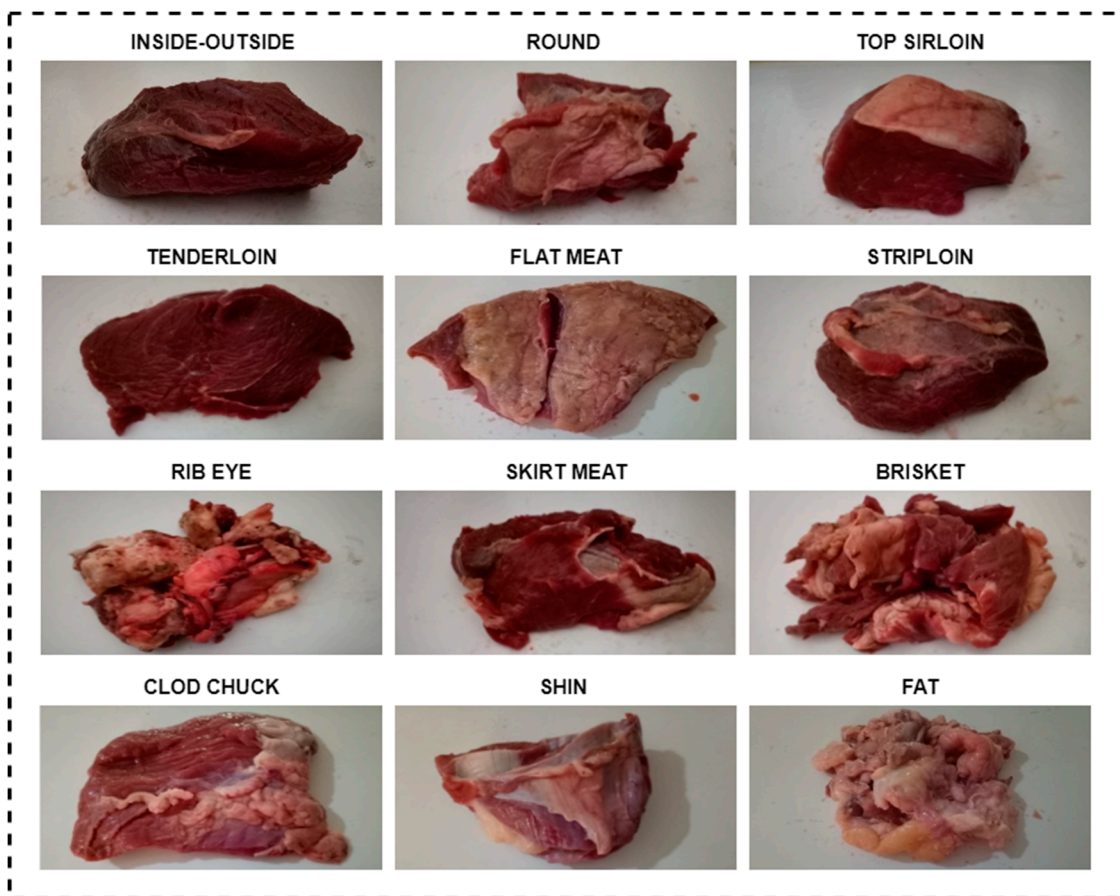 INSIDE-OUTSIDE
ROUND
TOP SIRLOIN
TENDERLOIN
FLAT MEAT
STRIPLOIN
RIB EYE
SKIRT MEAT
BRISKET
CLOD CHUCK
SHIN
FAT